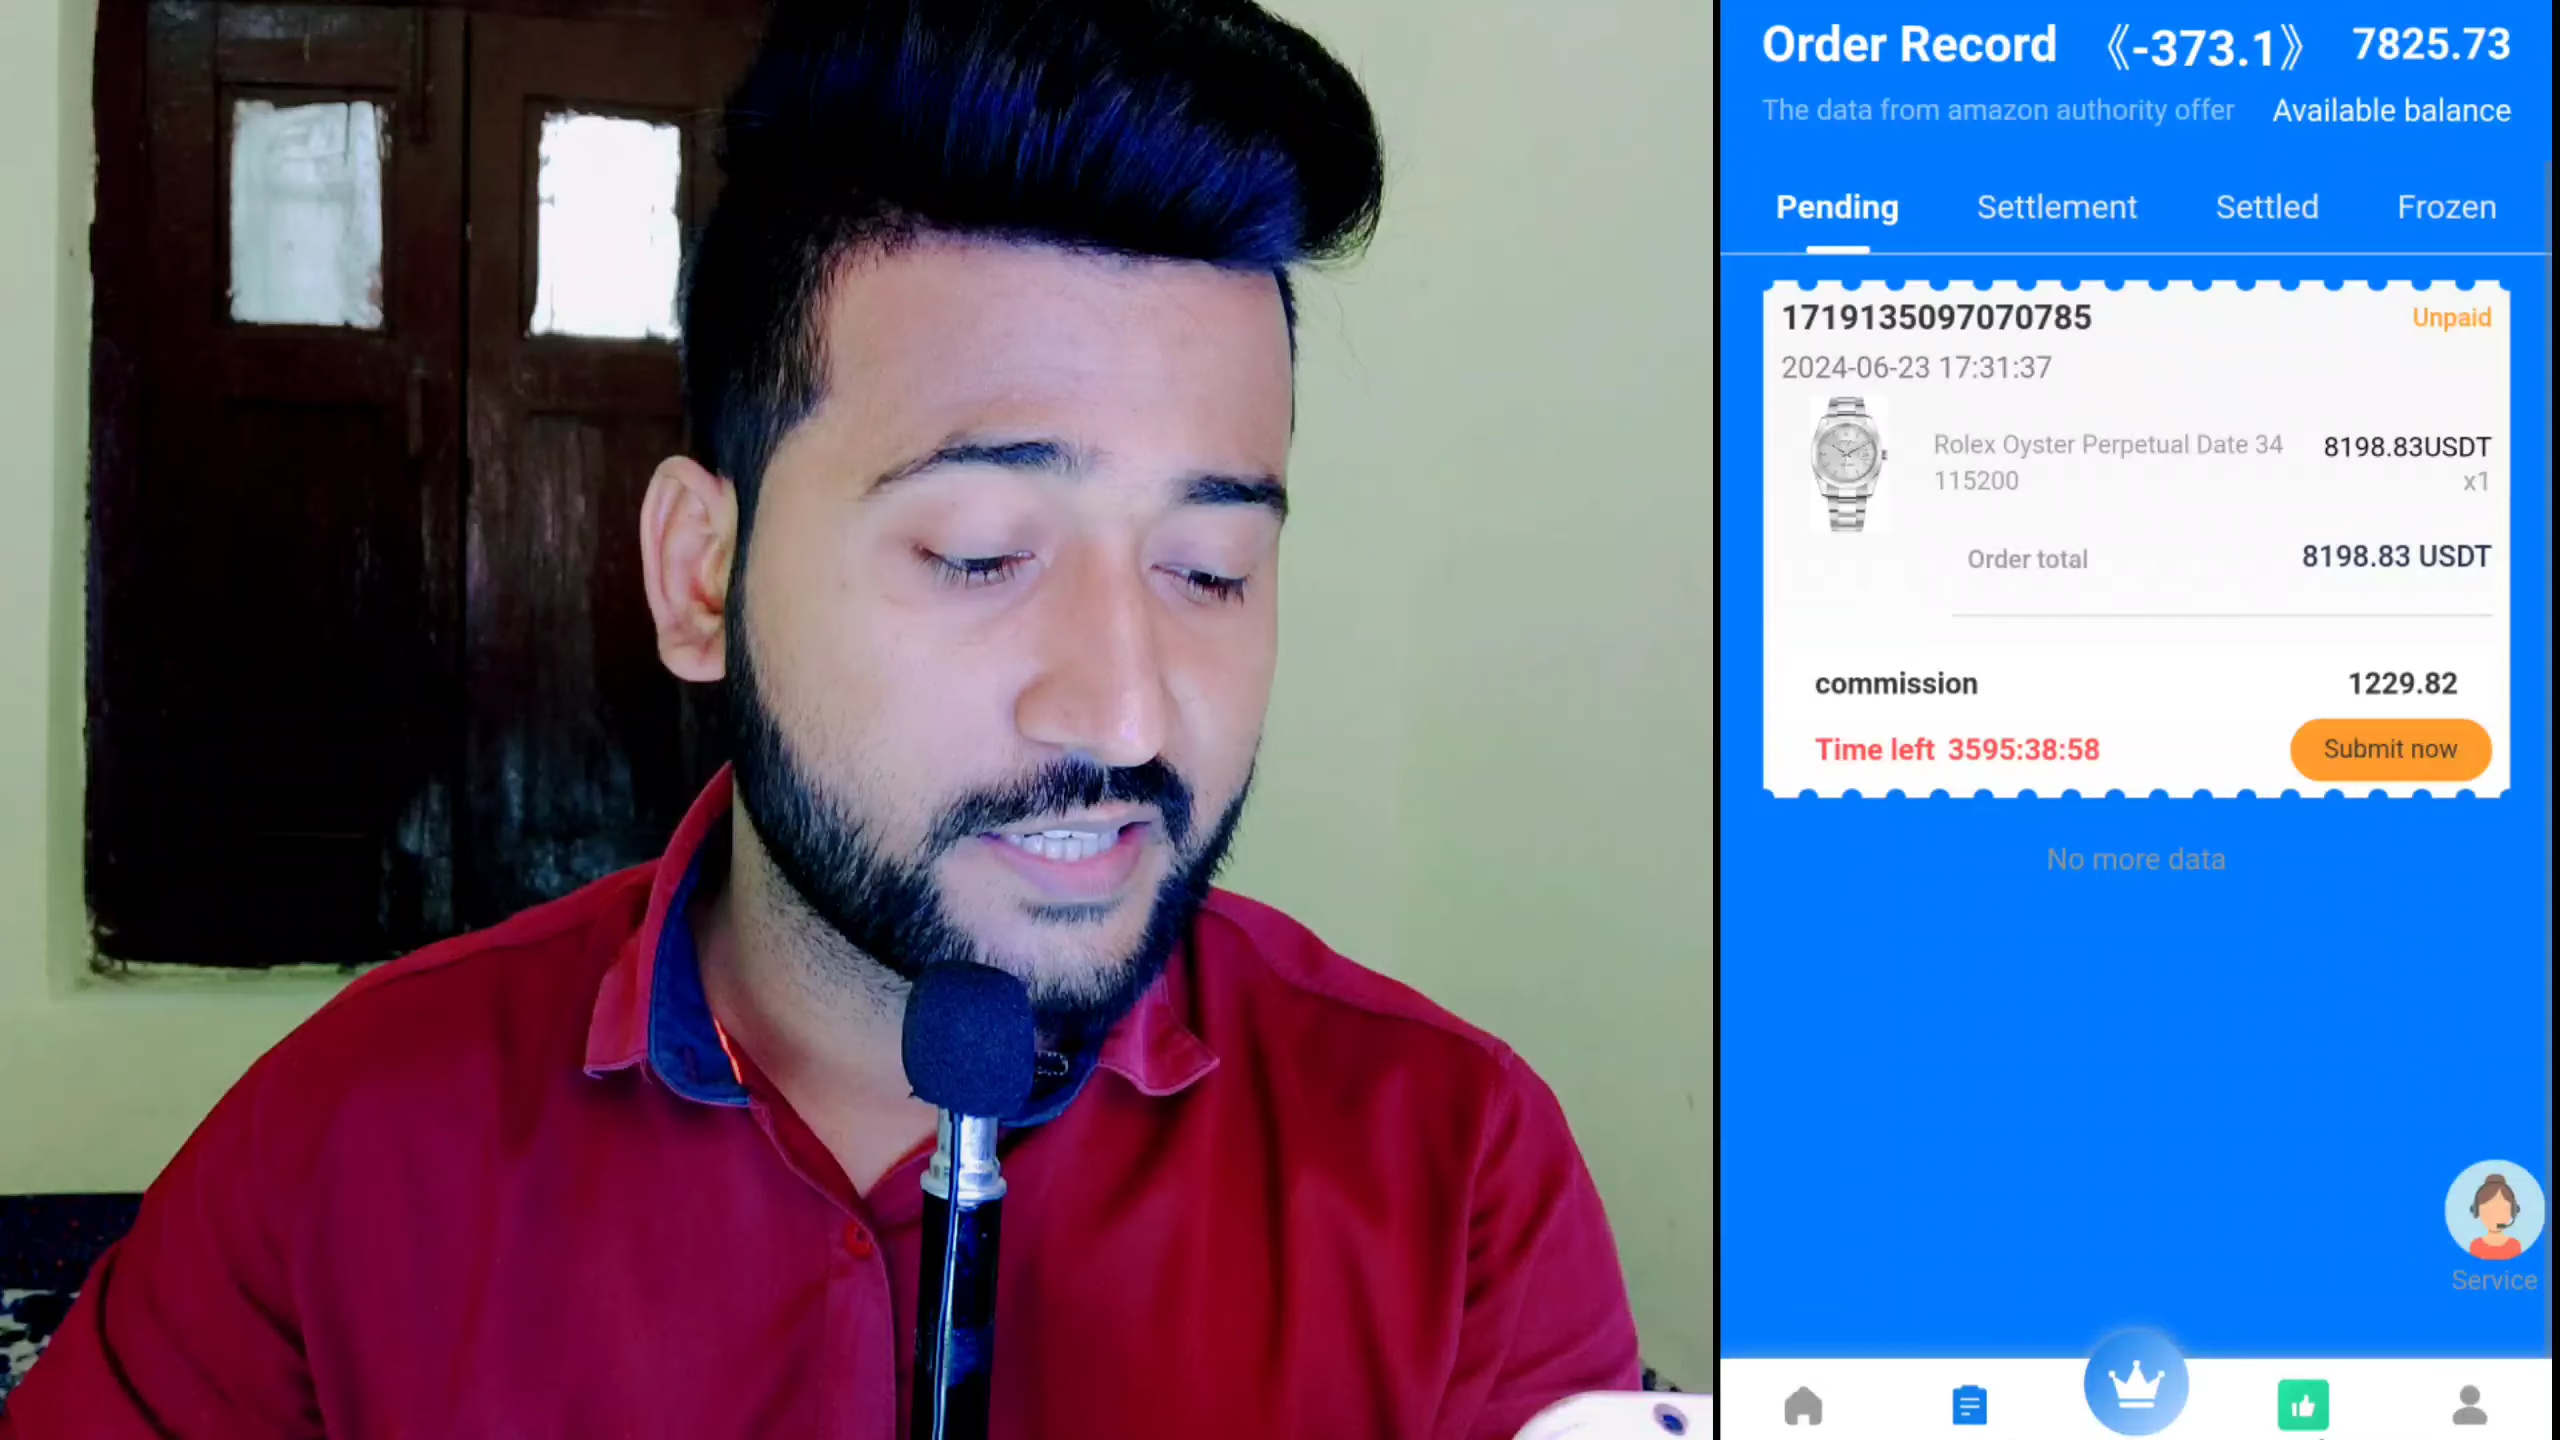 Order Record 《-373.1》 7825.73
The data from amazon authority offer Available balance
Pending Settlement Settled Frozen
1719135097070785 Unpaid
2024-06-23 17:31:37
Rolex Oyster Perpetual Date 34 8198.83USDT
115200 x1
Order total 8198.83 USDT
commission 1229.82
Time left 3595:38:58 Submit now
No more data
Service